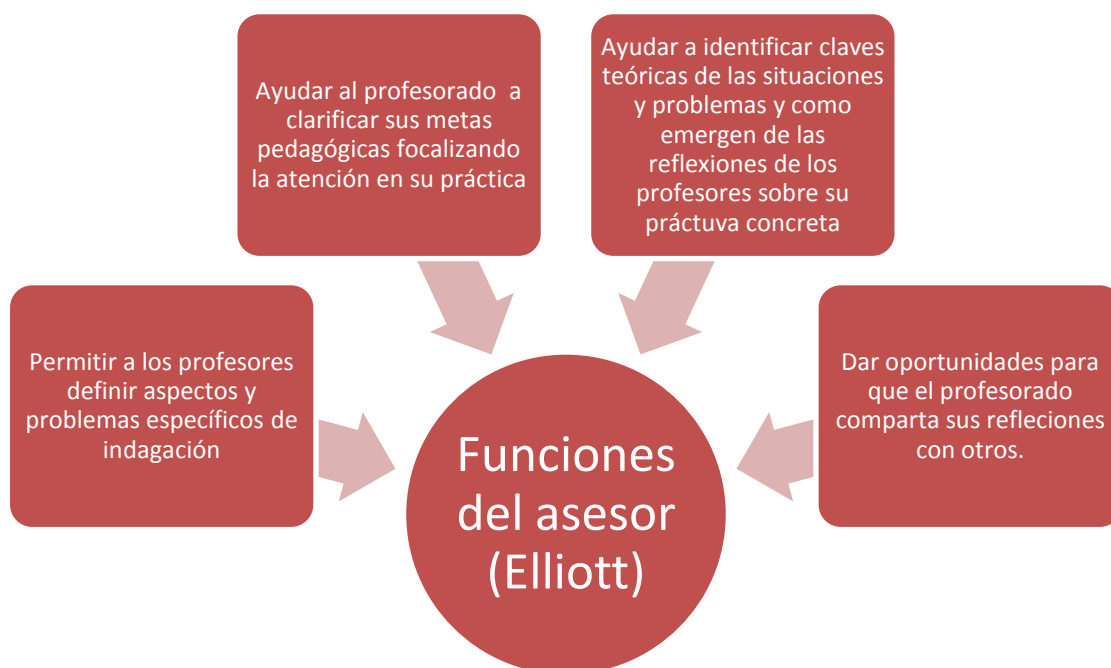 Permitir a los profesores
definir aspectos y
problemas específicos de
indagación
Ayudar al profesorado a
clarificar sus metas
pedagógicas focalizando
la atención en su práctica
Ayudar a identificar claves
teóricas de las situaciones
y problemas y como
emergen de las
reflexiones de los
profesores sobre su
práctuva concreta
Dar oportunidades para
que el profesorado
comparta sus refleciones
con otros.
Funciones
del asesor
(Elliott)